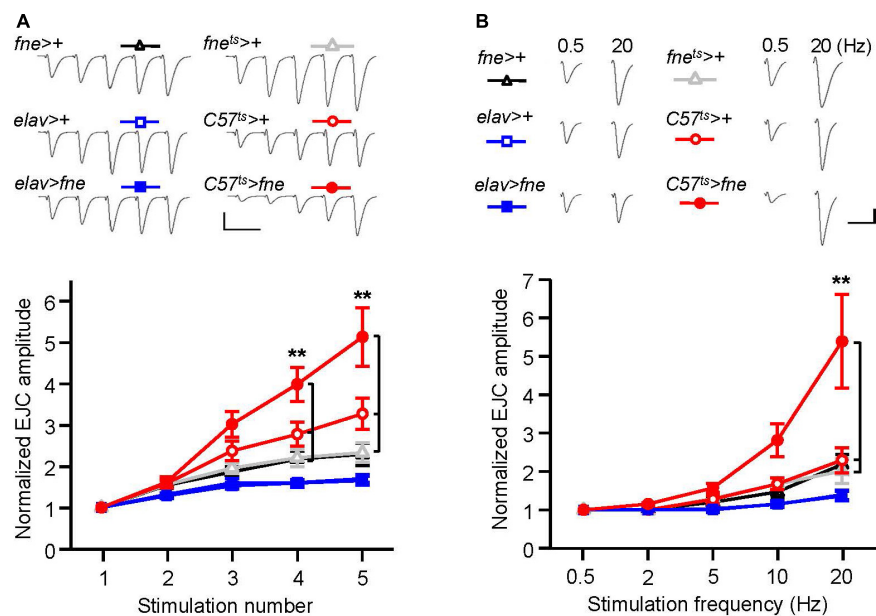 A
fne>+
fne^ts>+
elav>+
C57^ts>+
elav>fne
C57^ts>fne
Normalized EJC amplitude
6
5
4
3
2
1
0
**
**
1 2 3 4 5
Stimulation number
B
0.5 20
0.5 20 (Hz)
fne>+
fne^ts>+
elav>+
C57^ts>+
elav>fne
C57^ts>fne
Normalized EJC amplitude
7
6
5
4
3
2
1
0
**
0.5 2 5 10 20
Stimulation frequency (Hz)